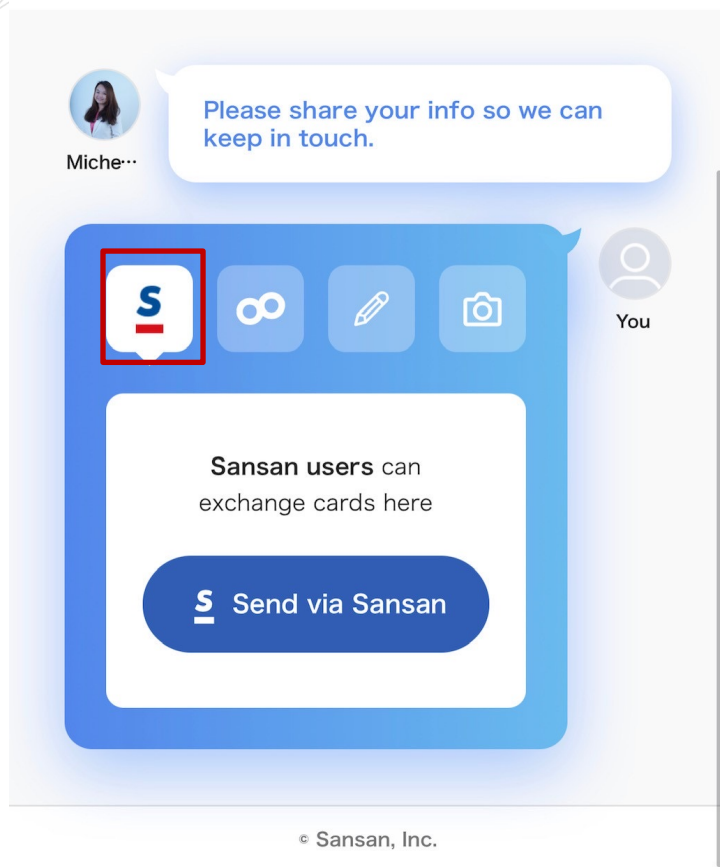 Please share your info so we can
keep in touch.
Miche…
You
S
Sansan users can
exchange cards here
S Send via Sansan
© Sansan, Inc.